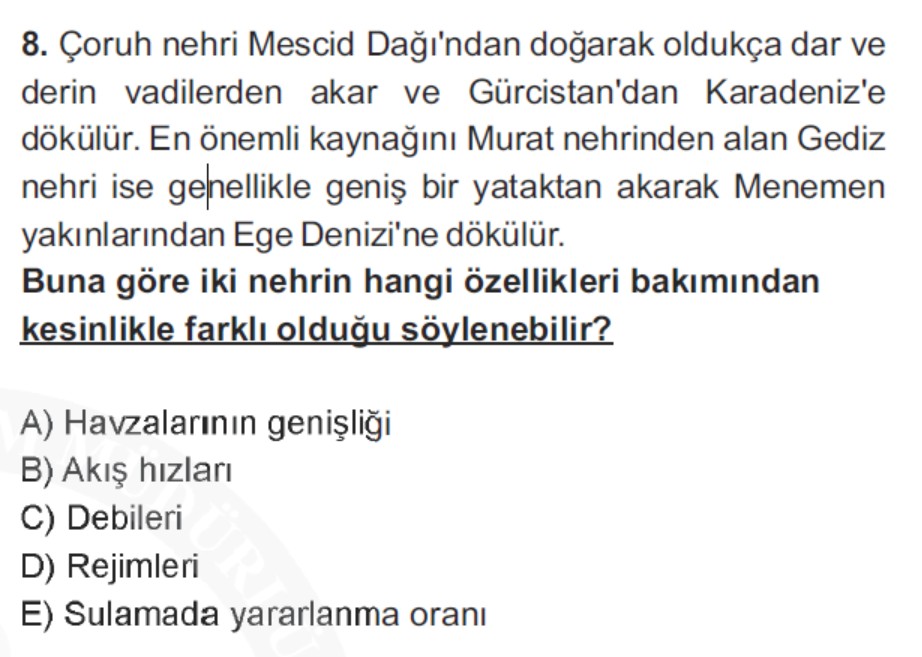 8. Çoruh nehri Mescid Dağı'ndan doğarak oldukça dar ve
derin vadilerden akar ve Gürcistan'dan Karadeniz'e
dökülür. En önemli kaynağını Murat nehrinden alan Gediz
nehri ise genellikle geniş bir yataktan akarak Menemen
yakınlarından Ege Denizi'ne dökülür.
Buna göre iki nehrin hangi özellikleri bakımından
kesinlikle farklı olduğu söylenebilir?
A) Havzalarının genişliği
B) Akış hızları
C) Debileri
D) Rejimleri
E) Sulamada yararlanma oranı